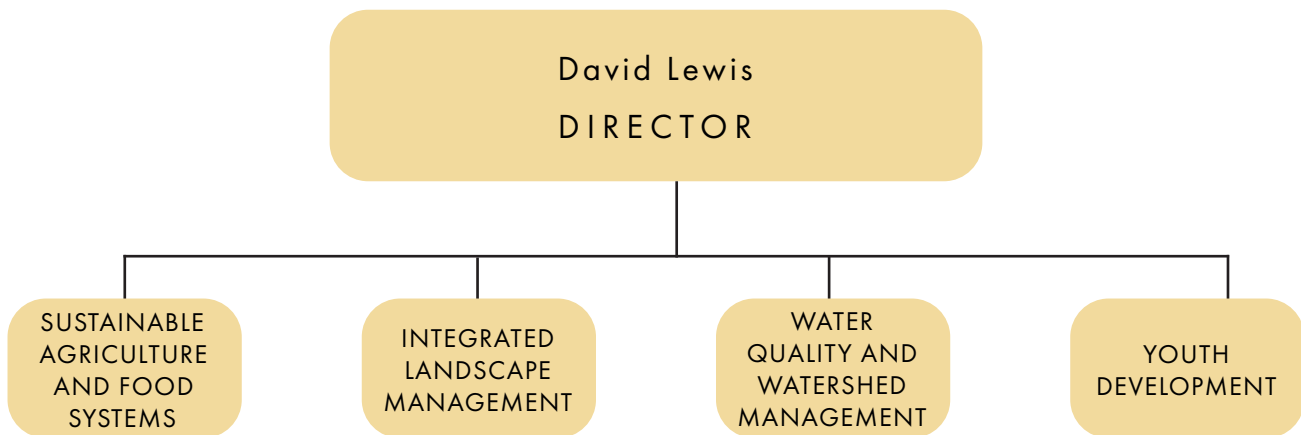 David Lewis
DIRECTOR
SUSTAINABLE
AGRICULTURE
AND FOOD
SYSTEMS
INTEGRATED
LANDSCAPE
MANAGEMENT
WATER
QUALITY AND
WATERSHED
MANAGEMENT
YOUTH
DEVELOPMENT